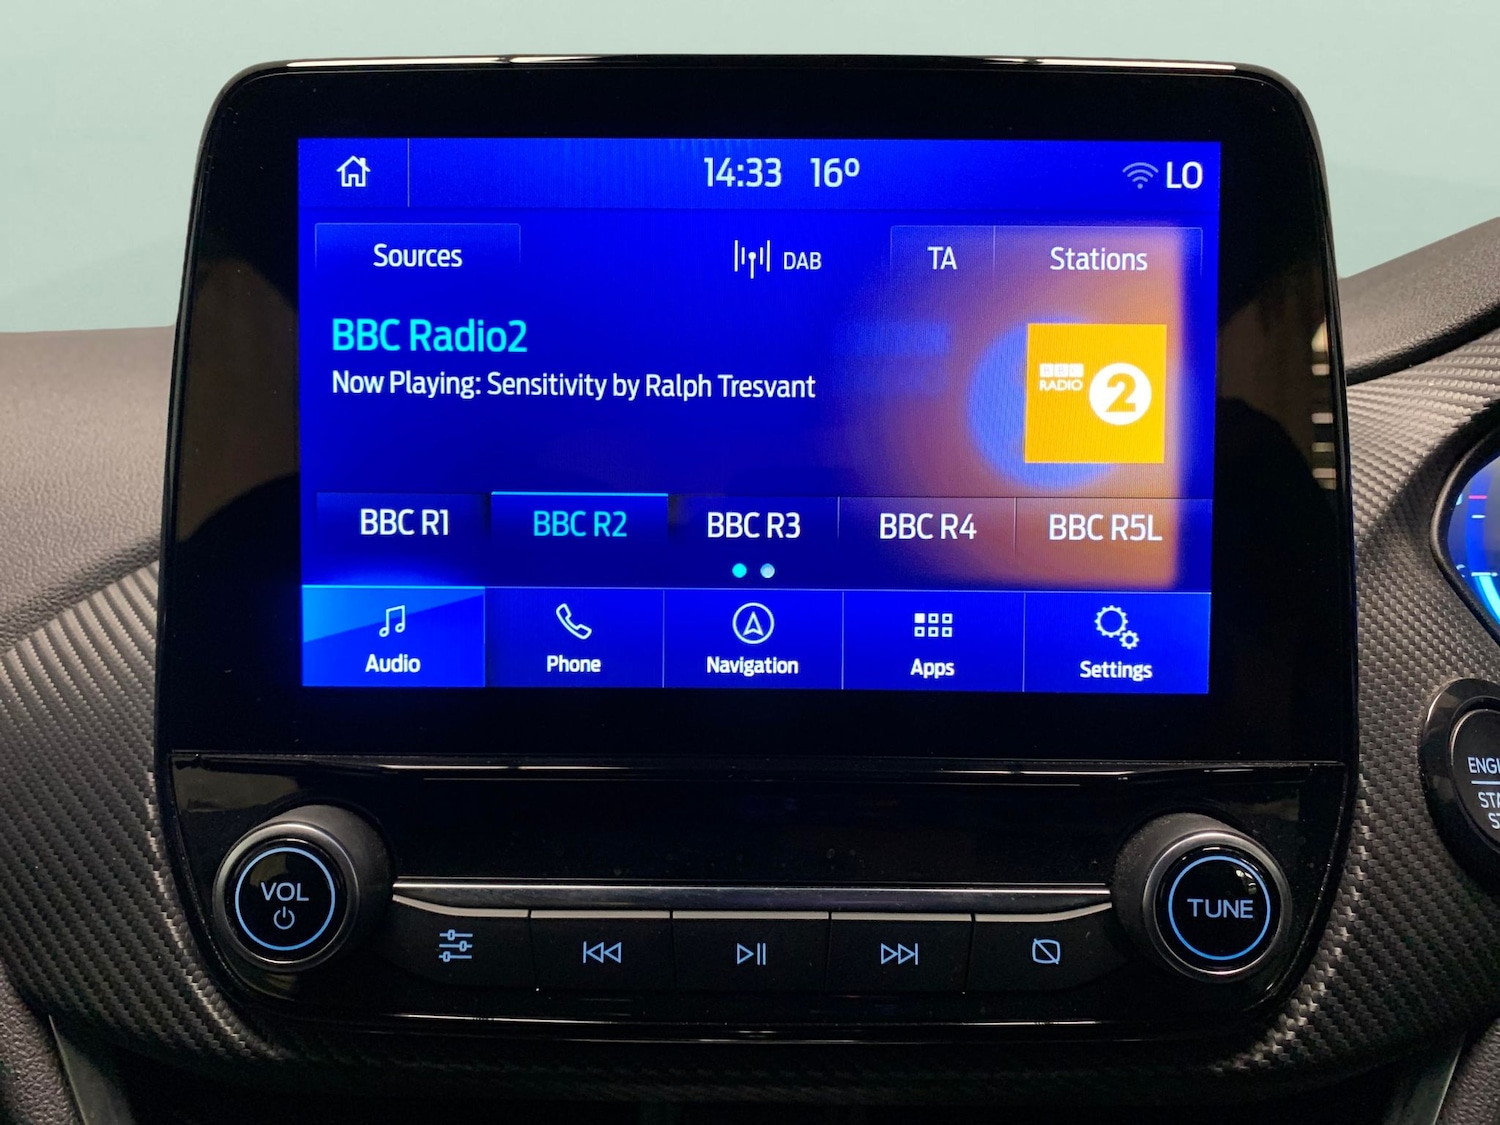 14:33 16° LO
Sources DAB TA Stations
BBC Radio2
Now Playing: Sensitivity by Ralph Tresvant
BBC
RADIO 2
BBC R1 BBC R2 BBC R3 BBC R4 BBC R5L
Audio Phone Navigation Apps Settings
VOL TUNE